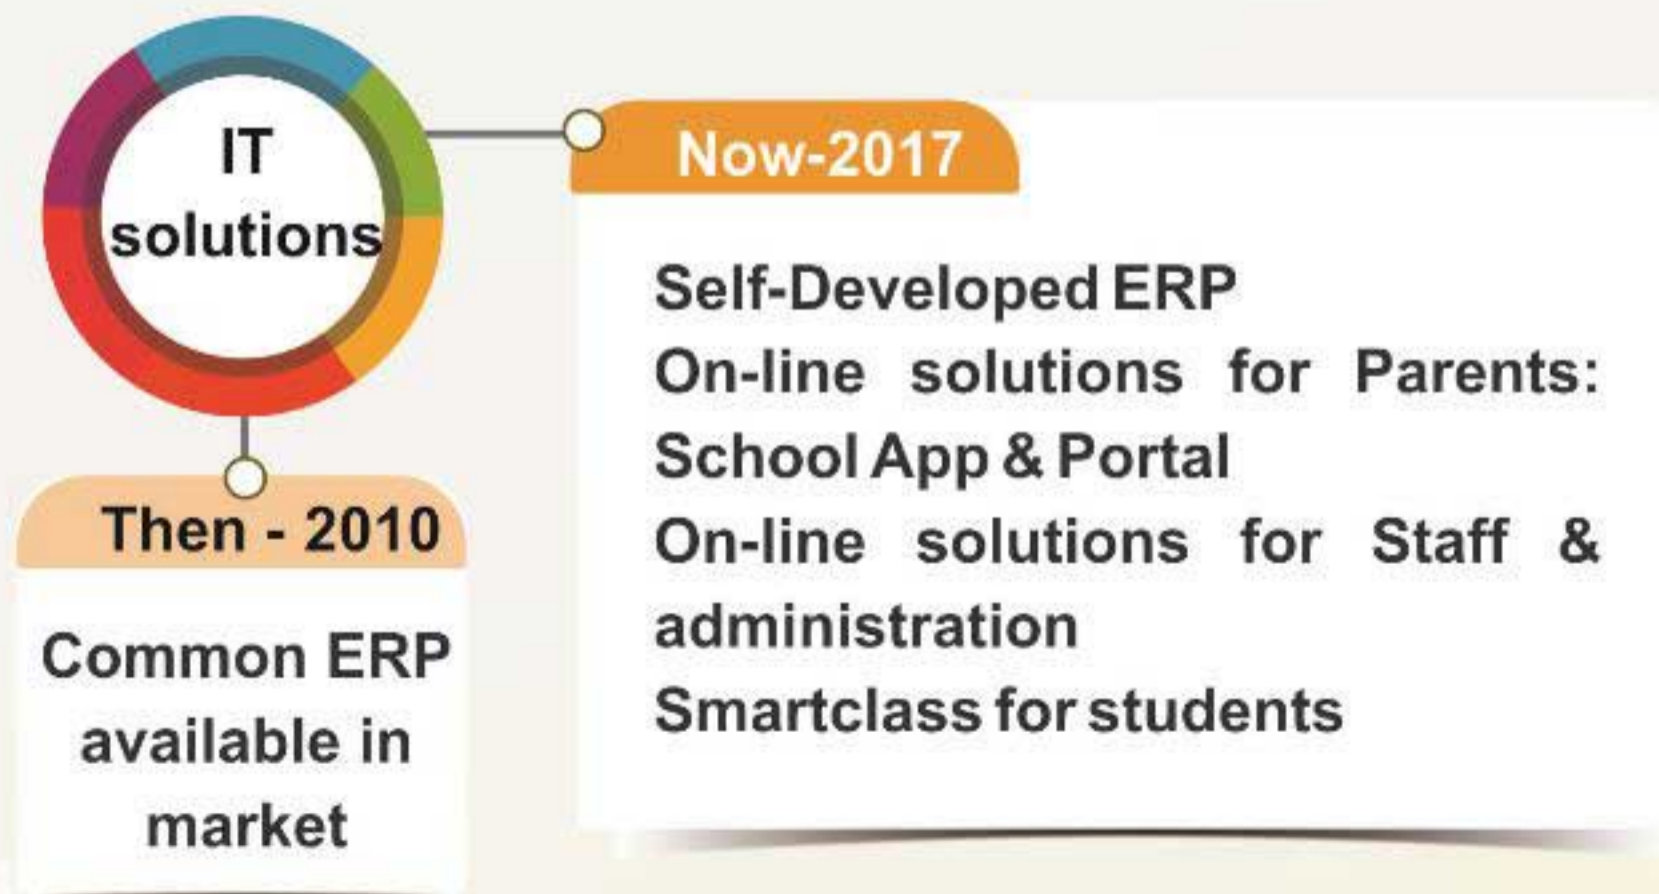 IT
solutions
Now-2017
Self-Developed ERP
On-line solutions for Parents:
School App & Portal
On-line solutions for Staff &
administration
Smartclass for students
Then - 2010
Common ERP
available in
market